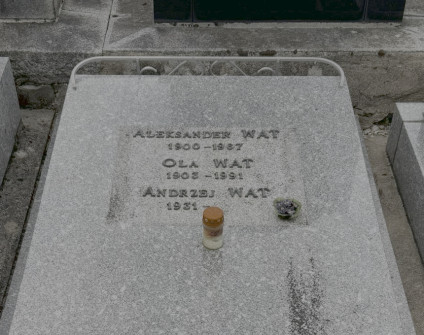 ALEKSANDER WAT
1900-1967
OLA WAT
1903-1991
ANDRZEJ WAT
1931 -